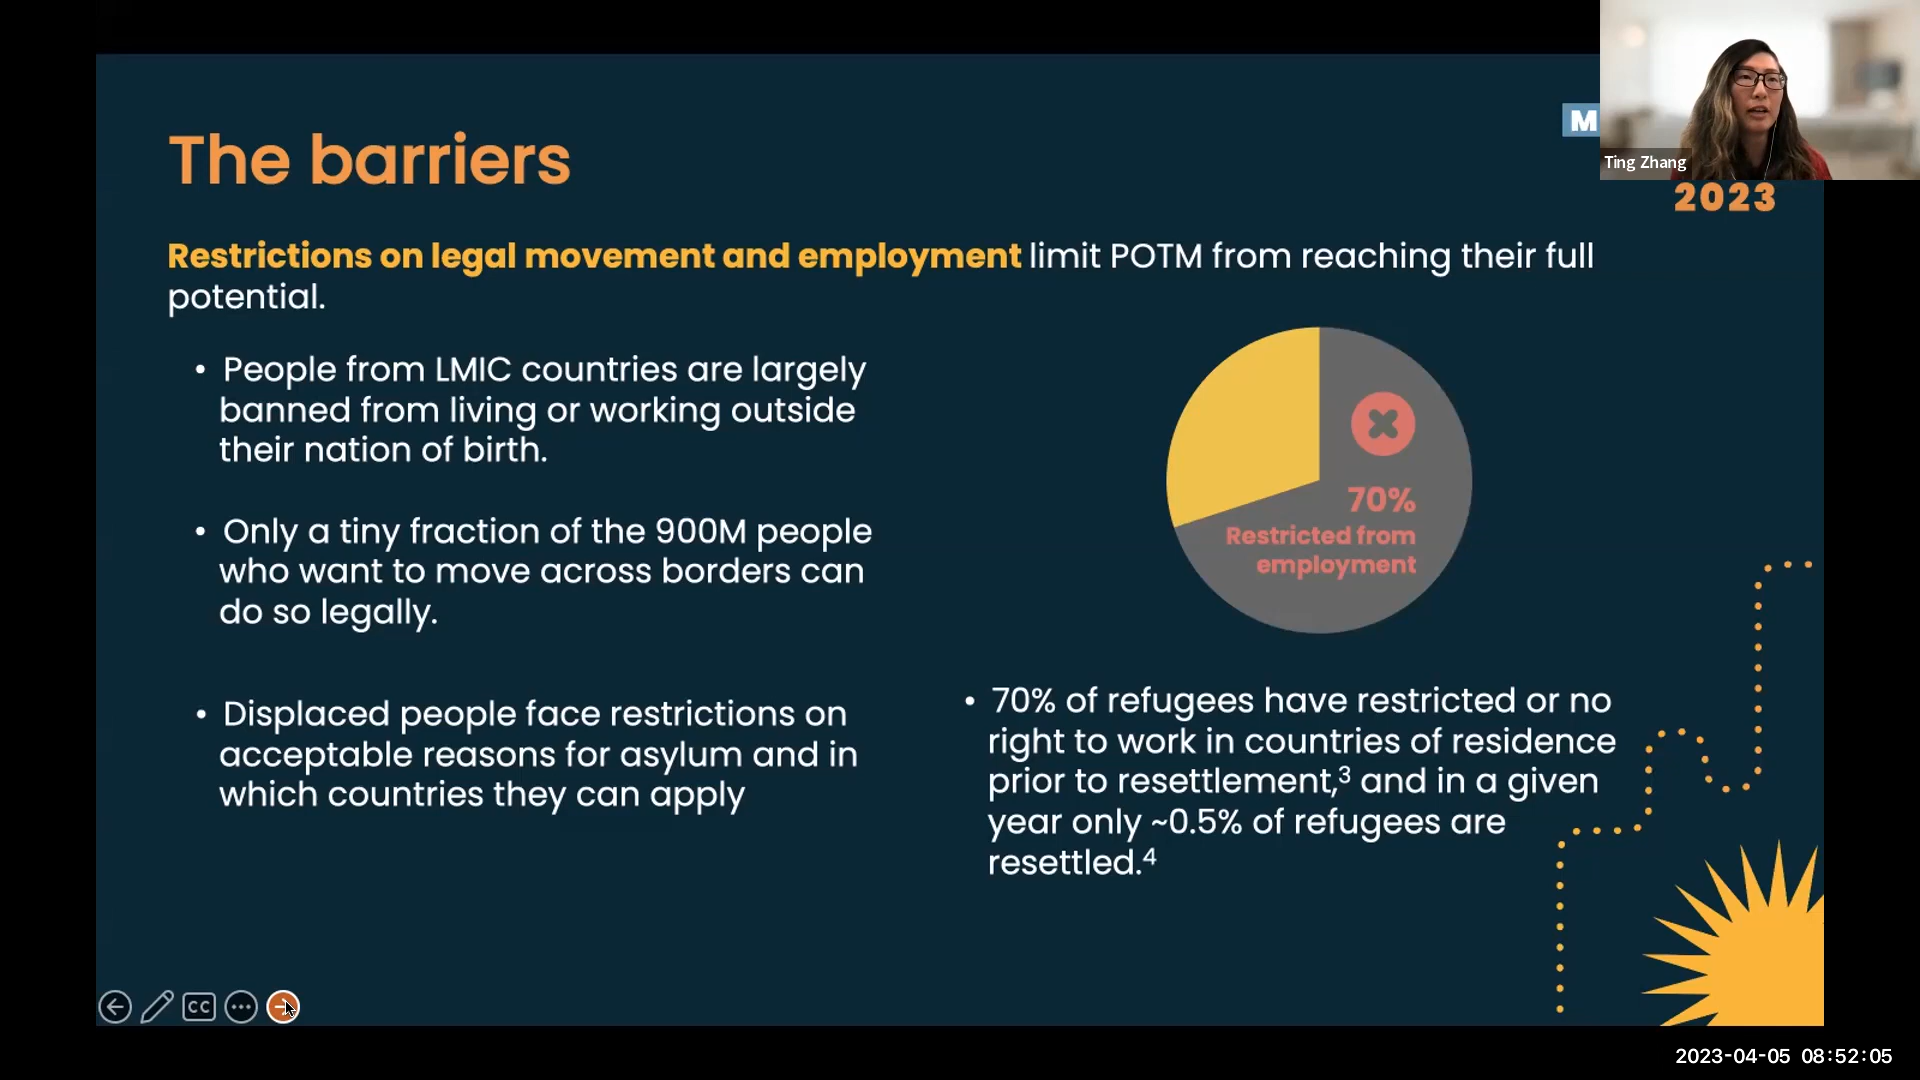 The barriers
M
Ting Zhang
2023
Restrictions on legal movement and employment limit POTM from reaching their full
potential.
• People from LMIC countries are largely
banned from living or working outside
their nation of birth.
• Only a tiny fraction of the 900M people
who want to move across borders can
do so legally.
• Displaced people face restrictions on
acceptable reasons for asylum and in
which countries they can apply
70%
Restricted from
employment
• 70% of refugees have restricted or no
right to work in countries of residence
prior to resettlement,³ and in a given
year only ~0.5% of refugees are
resettled.⁴
CC
2023-04-05 08:52:05